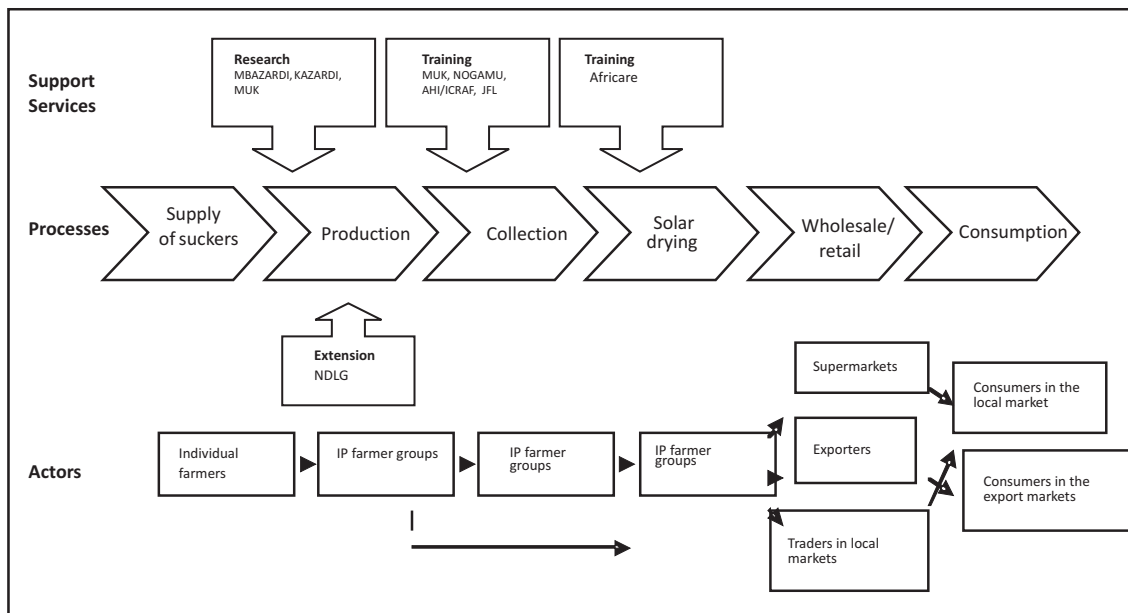 Support
Services
Research
MBAZARDI, KAZARDI,
MUK
Training
MUK, NOGAMU,
AHI/ICRAF, JFL
Training
Africare
Processes
Supply
of suckers
Production
Collection
Solar
drying
Wholesale/
retail
Consumption
Extension
NDLG
Actors
Individual
farmers
IP farmer groups
IP farmer
groups
IP farmer
groups
Supermarkets
Exporters
Traders in local
markets
Consumers in the
local market
Consumers in the
export markets